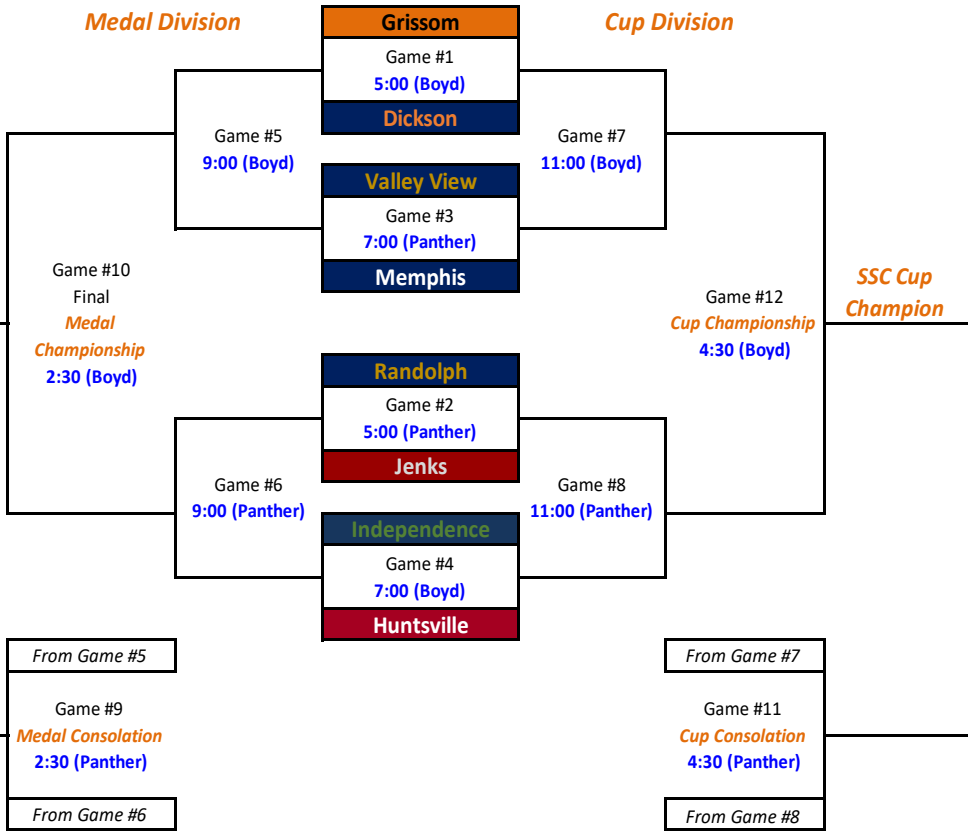 Medal Division
Cup Division
Grissom
Game #1
5:00 (Boyd)
Dickson
Game #5
9:00 (Boyd)
Game #7
11:00 (Boyd)
Valley View
Game #3
7:00 (Panther)
Memphis
Game #10
Final
Medal
Championship
2:30 (Boyd)
Game #12
Cup Championship
4:30 (Boyd)
SSC Cup
Champion
Randolph
Game #2
5:00 (Panther)
Jenks
Game #6
9:00 (Panther)
Game #8
11:00 (Panther)
Independence
Game #4
7:00 (Boyd)
Huntsville
From Game #5
Game #9
Medal Consolation
2:30 (Panther)
From Game #6
From Game #7
Game #11
Cup Consolation
4:30 (Panther)
From Game #8